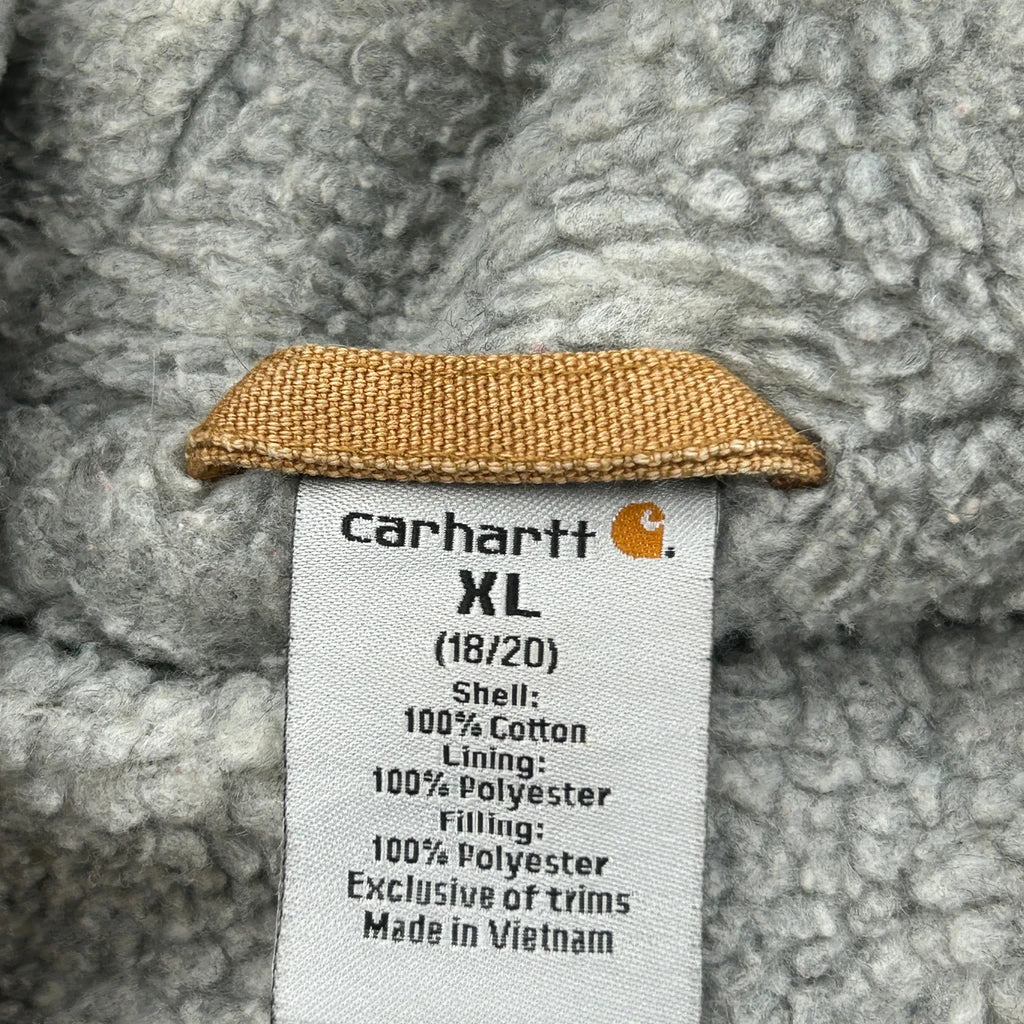 carhartt
XL
(18/20)
Shell:
100% Cotton
Lining:
100% Polyester
Filling:
100% Polyester
Exclusive of trims
Made in Vietnam